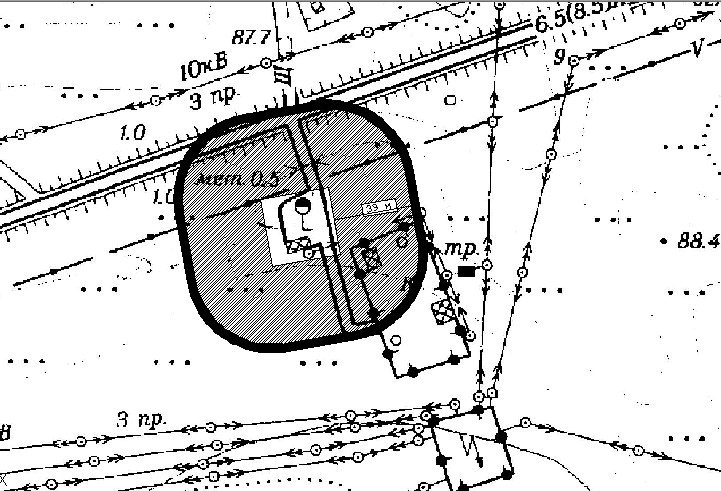 6.5(8.5)
87.7
10кВ
9
V
Ш
3 пр.
1.0
мет. 0.5
1.0
тр.
88.4
3 пр.
В